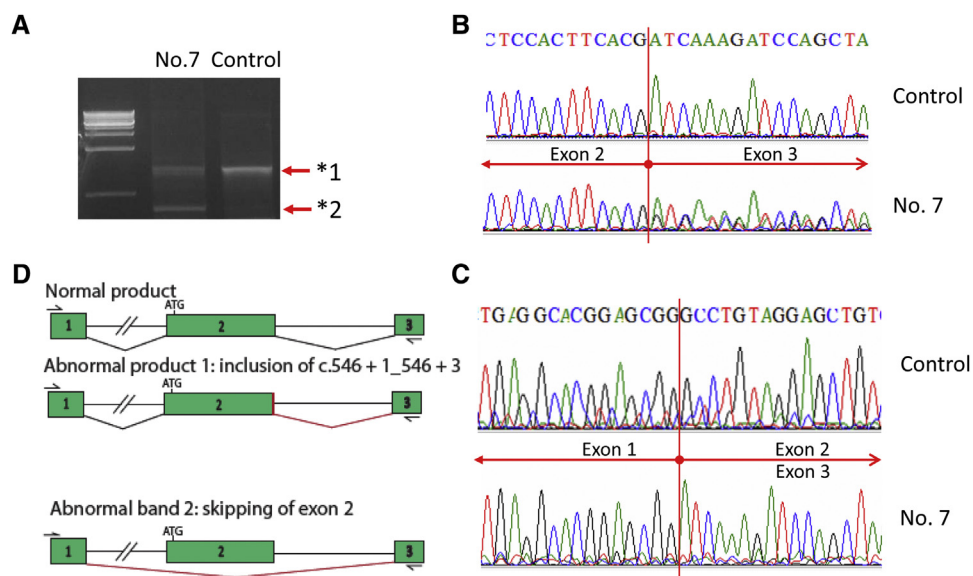 A
No.7 Control
*1
*2
B
CTCCACTTCACGATCAAAGATCCAGCTA
Control
Exon 2 Exon 3
No. 7
D
Normal product
ATG
1 2 3
Abnormal product 1: inclusion of c.546 + 1_546 + 3
ATG
1 2 3
Abnormal band 2: skipping of exon 2
ATG
1 2 3
C
TGAGGCACGGAGCGGGCCTGTAGGAGCTGT
Control
Exon 1 Exon 2
Exon 3
No. 7